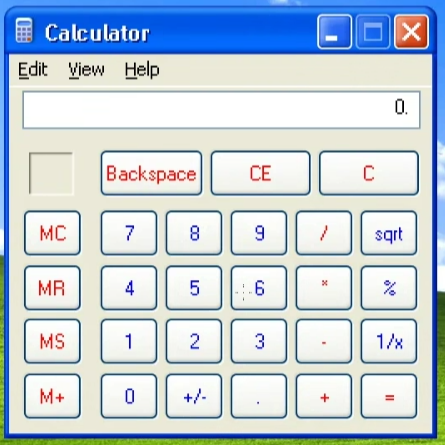 Calculator
Edit View Help
0.
Backspace CE C
MC 7 8 9 / sqrt
MR 4 5 6 * %
MS 1 2 3 - 1/x
M+ 0 +/- . + =